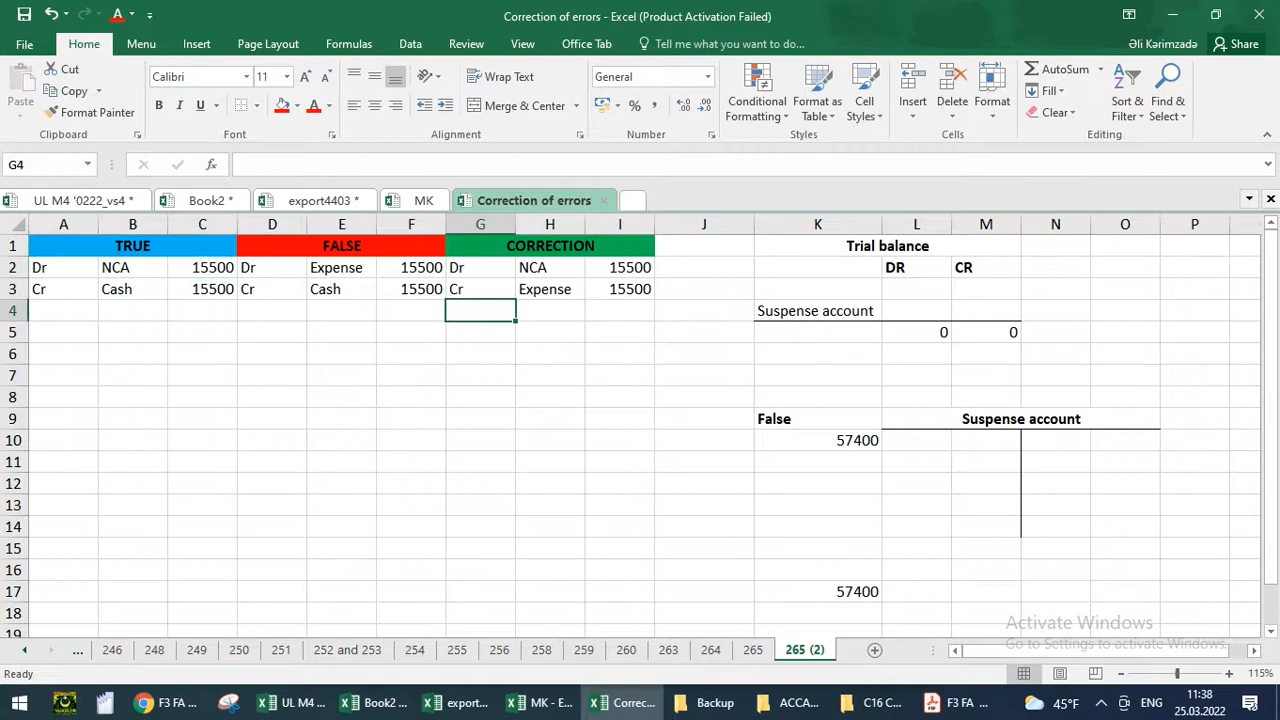 Correction of errors - Excel (Product Activation Failed)
File Home Menu Insert Page Layout Formulas Data Review View Office Tab Tell me what you want to do... Əli Kərimzadə Share
Cut
Copy
Format Painter
Paste
Clipboard
Calibri 11
B I U
Font
Wrap Text
Merge & Center
Alignment
General
Number
Conditional Formatting
Format as Table
Cell Styles
Styles
Insert Delete Format
Cells
AutoSum
Fill
Clear
Sort & Filter
Find & Select
Editing
G4 fx
UL M4 '0222_vs4 * Book2 * export4403 * MK Correction of errors
A B C D E F G H I J K L M N O P
1 TRUE FALSE CORRECTION Trial balance
2 Dr NCA 15500 Dr Expense 15500 Dr NCA 15500 DR CR
3 Cr Cash 15500 Cr Cash 15500 Cr Expense 15500
4 Suspense account
5 0 0
6
7
8
9 False Suspense account
10 57400
11
12
13
14
15
16
17 57400
18
19
Activate Windows
Go to Settings to activate Windows.
... 246 248 249 250 251 252 and 253 254 255 256 258 259 260 263 264 265 265 (2)
Ready 115%
F3 FA ... UL M4 ... Book2 ... export... MK - E... Correc... Backup ACCA... C16 C... F3 FA ... 45°F ENG 11:38
25.03.2022